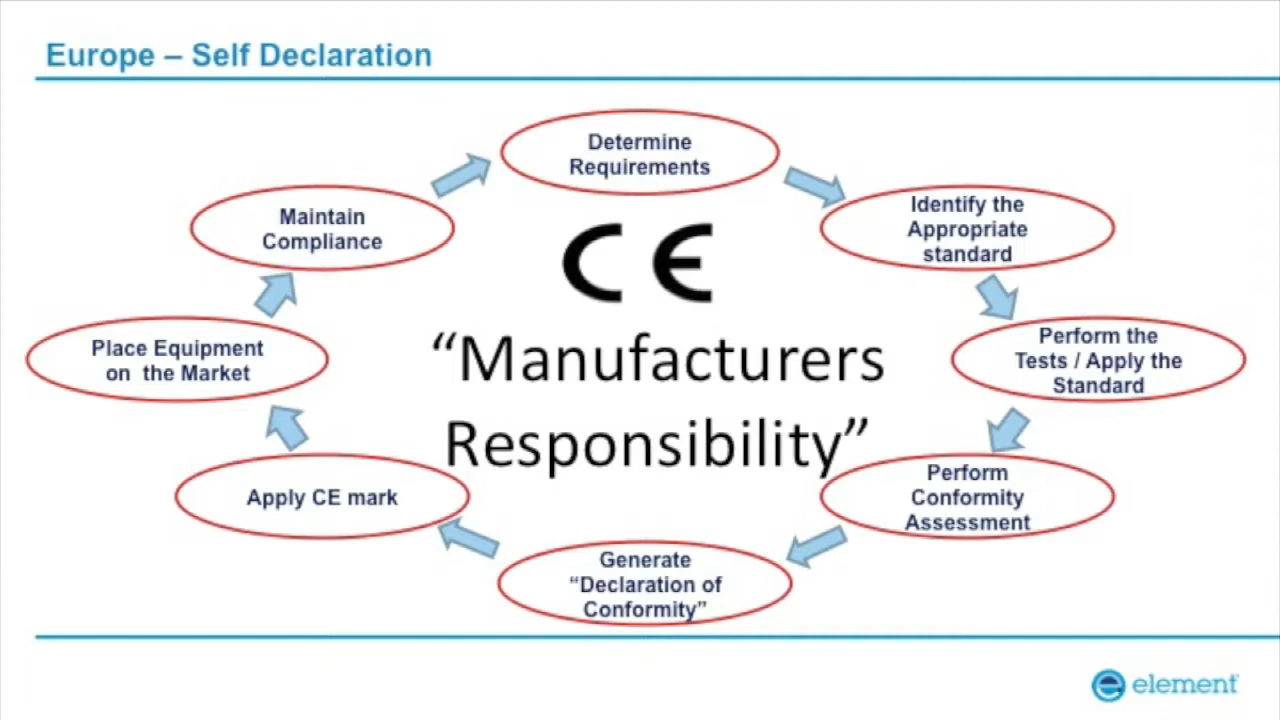 Europe – Self Declaration
Determine
Requirements
Identify the
Appropriate
standard
Perform the
Tests / Apply the
Standard
Perform
Conformity
Assessment
Generate
“Declaration of
Conformity”
Apply CE mark
Place Equipment
on the Market
Maintain
Compliance
CE
“Manufacturers
Responsibility”
element